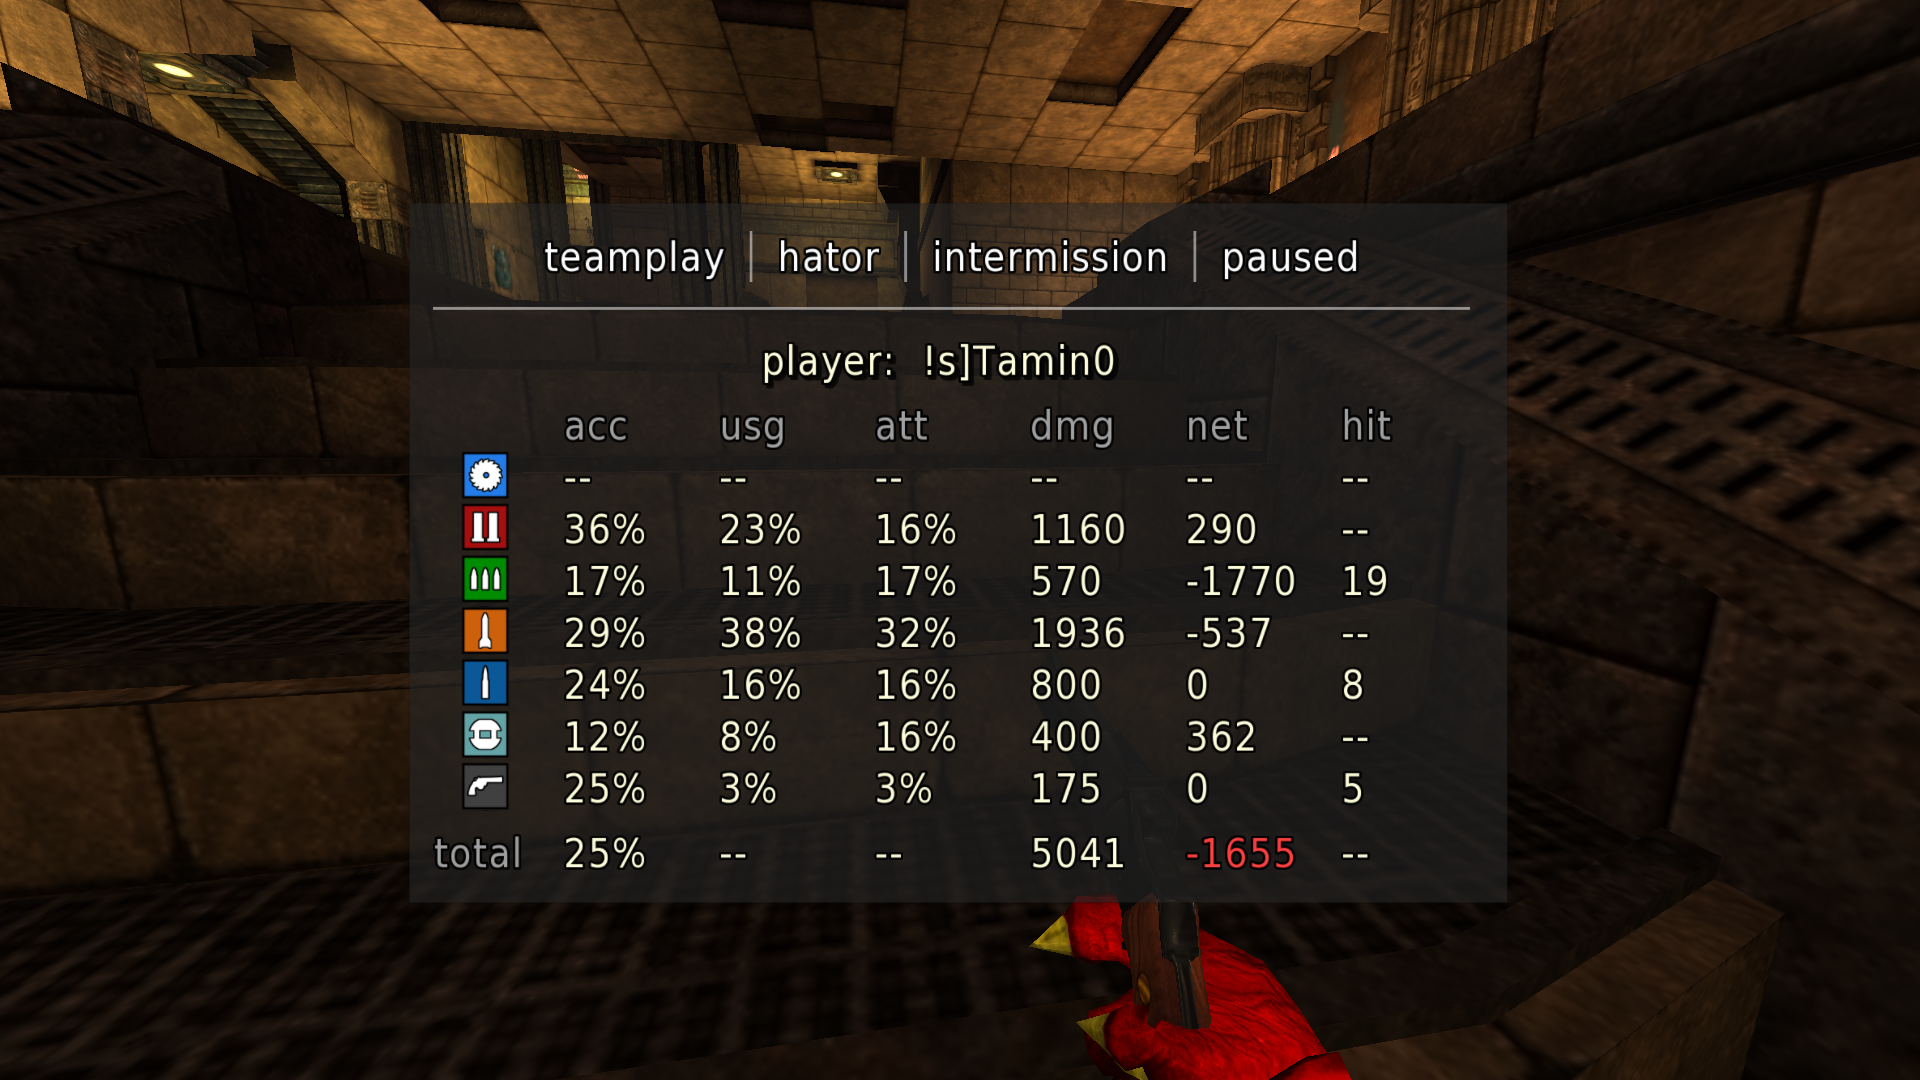 teamplay | hator | intermission | paused
player: !s]Tamin0
acc usg att dmg net hit
-- -- -- -- -- --
36% 23% 16% 1160 290 --
17% 11% 17% 570 -1770 19
29% 38% 32% 1936 -537 --
24% 16% 16% 800 0 8
12% 8% 16% 400 362 --
25% 3% 3% 175 0 5
total 25% -- -- 5041 -1655 --